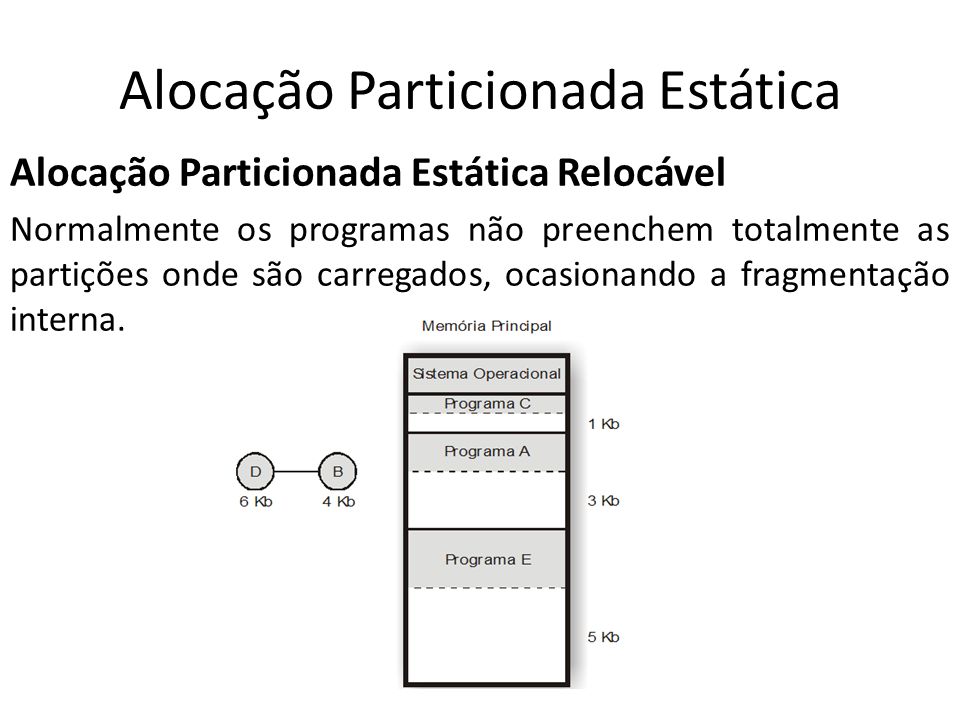 Alocação Particionada Estática
Alocação Particionada Estática Relocável
Normalmente os programas não preenchem totalmente as
partições onde são carregados, ocasionando a fragmentação
interna.
Memória Principal
Sistema Operacional
Programa C
1 Kb
Programa A
D
B
6 Kb
4 Kb
3 Kb
Programa E
5 Kb